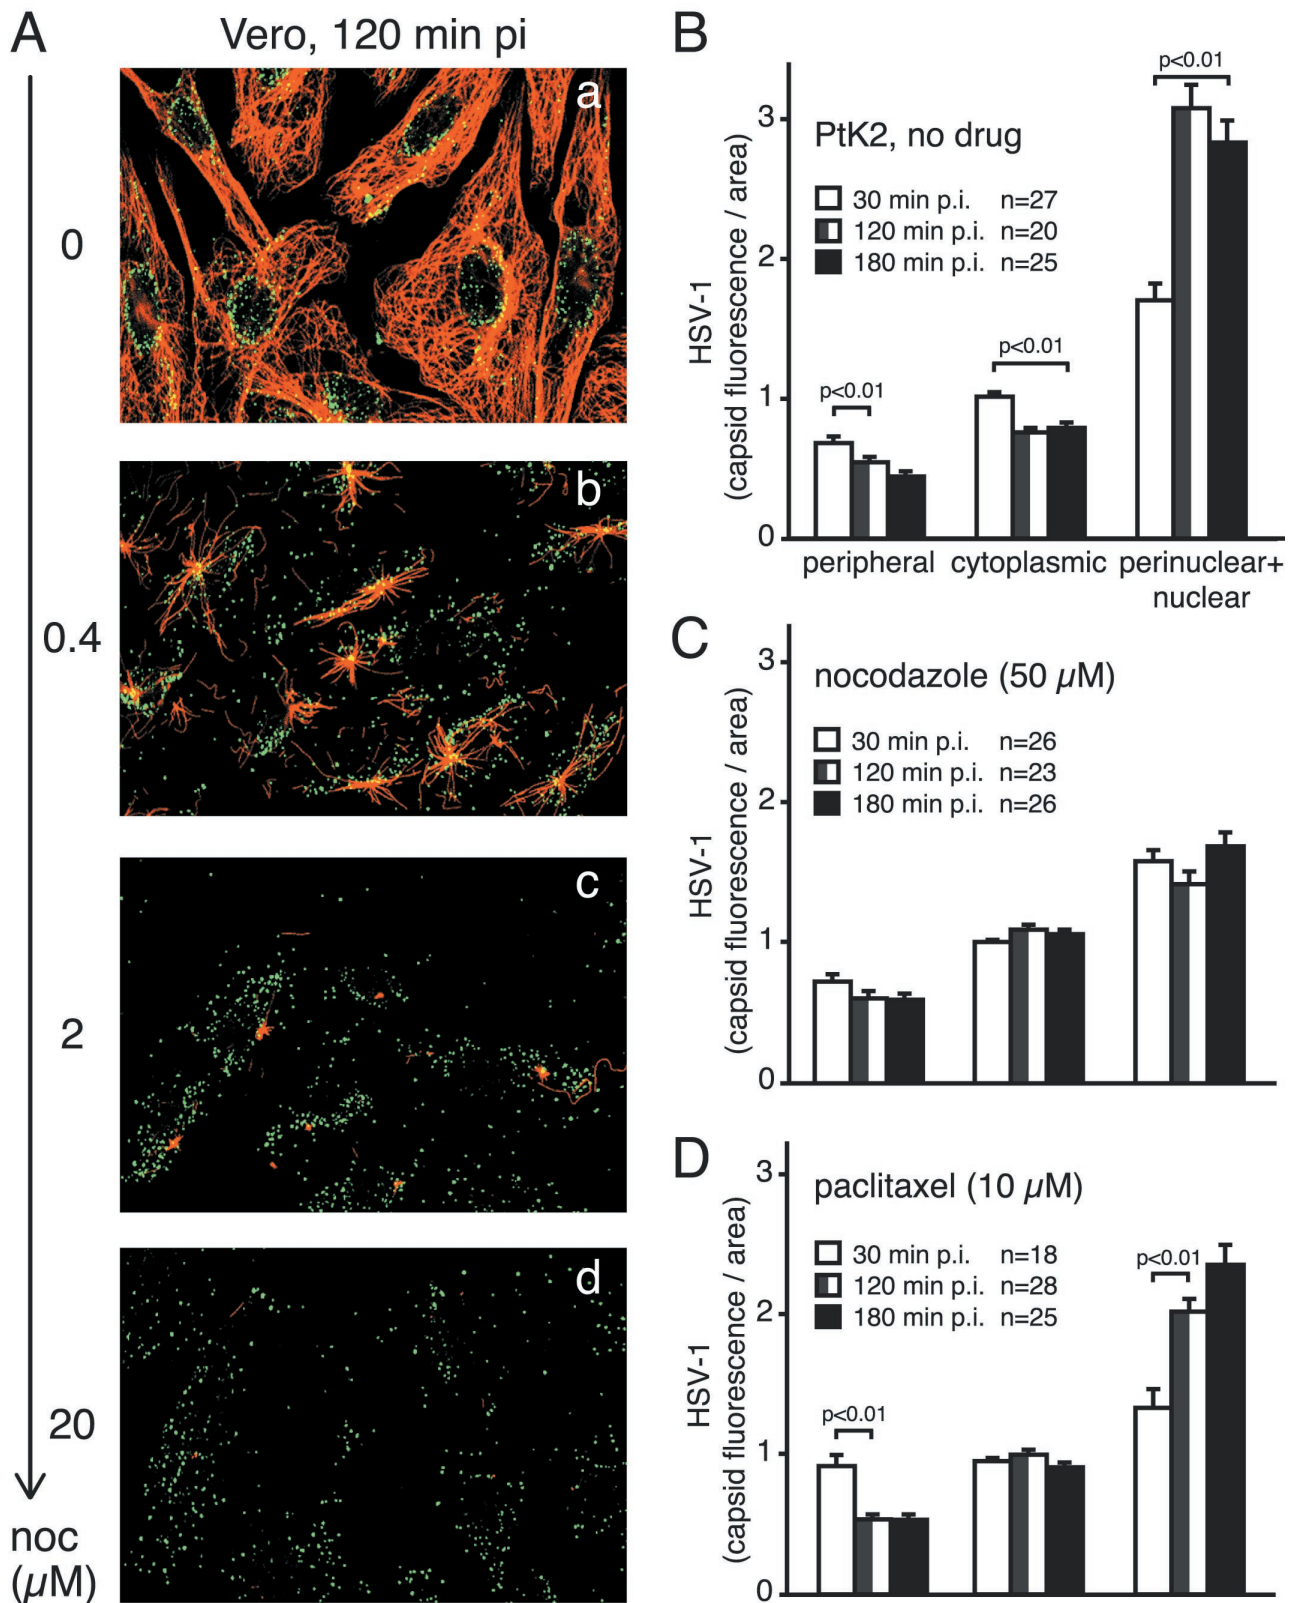 A
Vero, 120 min pi
a
0
b
0.4
c
2
d
20
noc
(µM)
B
HSV-1
(capsid fluorescence / area)
3
2
1
0
PtK2, no drug
30 min p.i. n=27
120 min p.i. n=20
180 min p.i. n=25
p<0.01
p<0.01
p<0.01
peripheral cytoplasmic perinuclear+
nuclear
C
HSV-1
(capsid fluorescence / area)
3
2
1
0
nocodazole (50 µM)
30 min p.i. n=26
120 min p.i. n=23
180 min p.i. n=26
D
HSV-1
(capsid fluorescence / area)
3
2
1
0
paclitaxel (10 µM)
30 min p.i. n=18
120 min p.i. n=28
180 min p.i. n=25
p<0.01
p<0.01